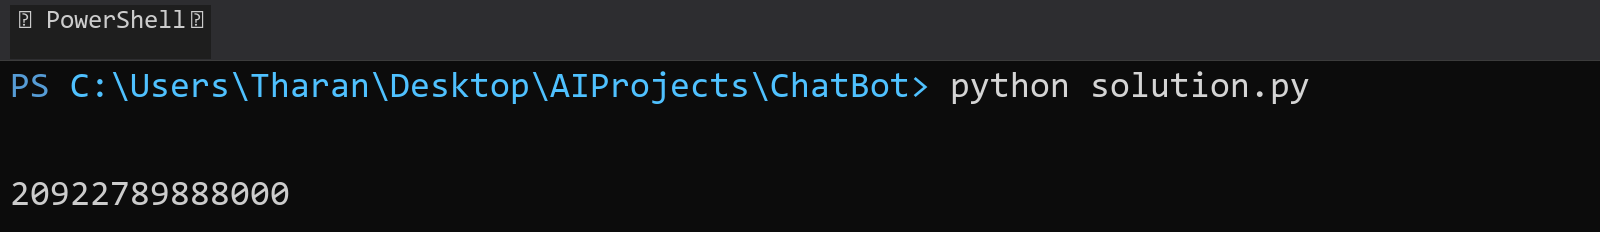 PowerShell
PS C:\Users\Tharan\Desktop\AIProjects\ChatBot> python solution.py
20922789888000